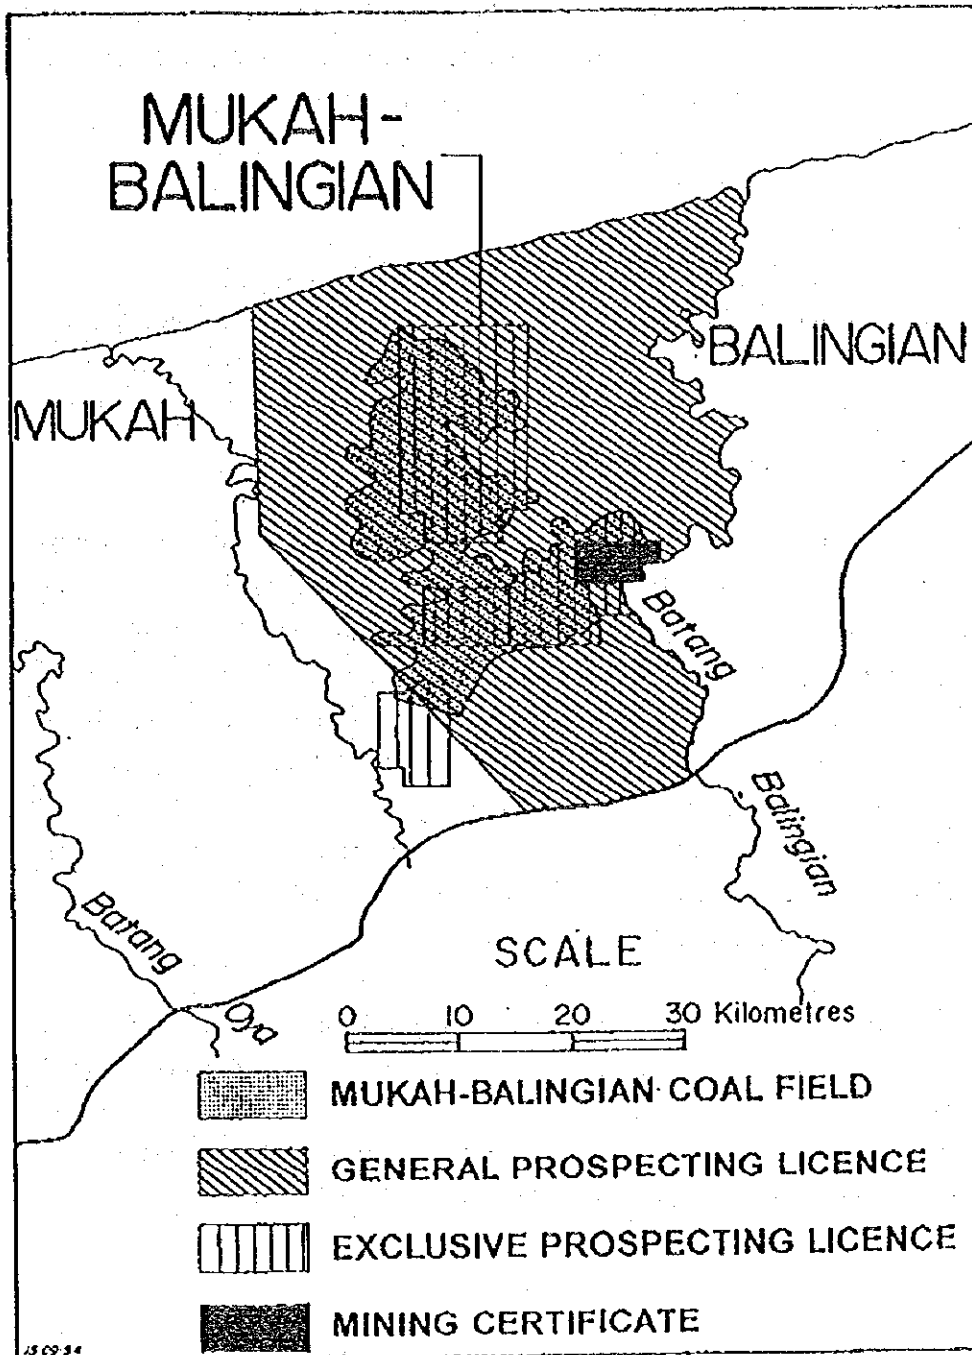 MUKAH-
BALINGIAN
BALINGIAN
MUKAH
Batang
Balingian
Batang
Oya
SCALE
0 10 20 30 Kilometres
MUKAH-BALINGIAN COAL FIELD
GENERAL PROSPECTING LICENCE
EXCLUSIVE PROSPECTING LICENCE
MINING CERTIFICATE